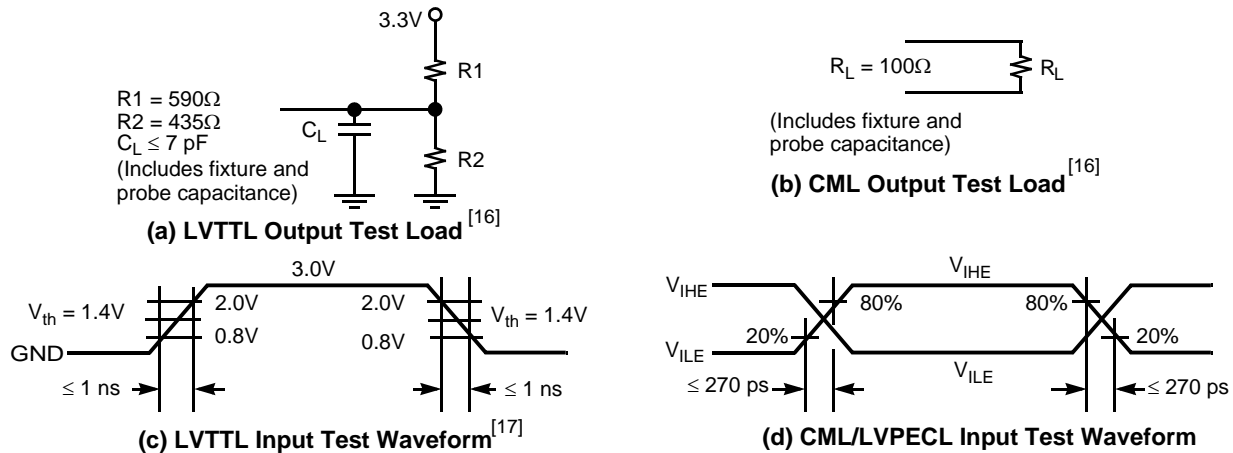 3.3V
R1
R1 = 590Ω
R2 = 435Ω
C_L ≤ 7 pF
(Includes fixture and
probe capacitance)
C_L
R2
(a) LVTTL Output Test Load [16]
R_L = 100Ω
R_L
(Includes fixture and
probe capacitance)
(b) CML Output Test Load [16]
3.0V
V_th = 1.4V
2.0V
0.8V
2.0V
0.8V
V_th = 1.4V
GND
≤ 1 ns
≤ 1 ns
(c) LVTTL Input Test Waveform [17]
V_IHE
V_IHE
80%
80%
20%
20%
V_ILE
V_ILE
≤ 270 ps
≤ 270 ps
(d) CML/LVPECL Input Test Waveform